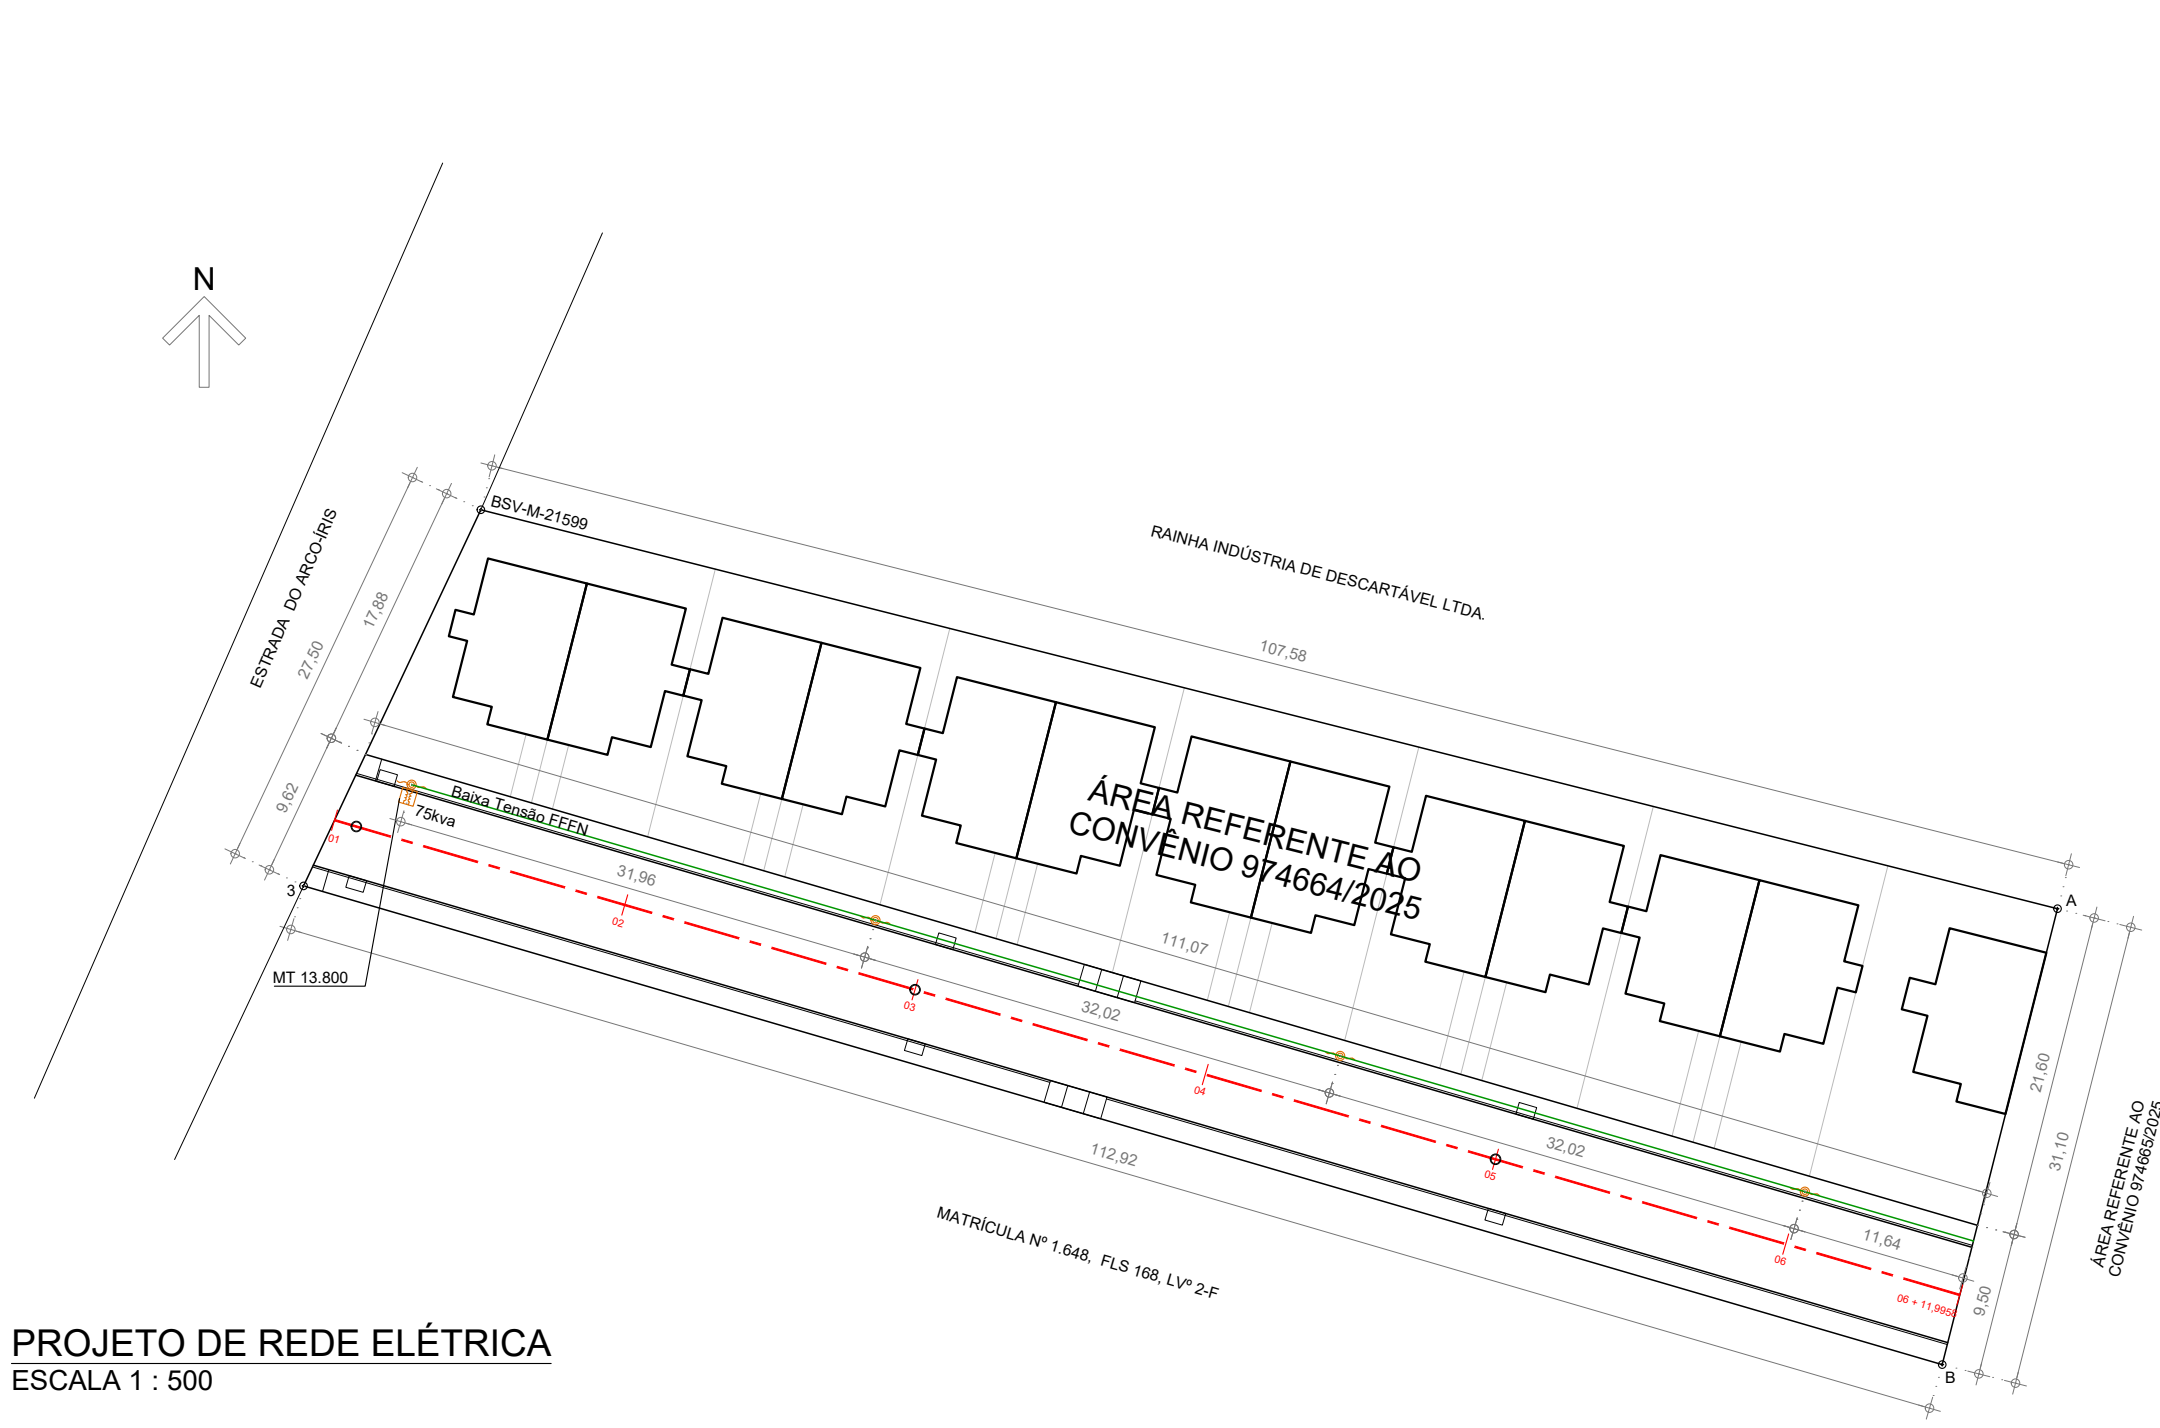 N
BSV-M-21599
RAINHA INDÚSTRIA DE DESCARTÁVEL LTDA.
ESTRADA DO ARCO-ÍRIS
107,58
17,88
27,50
9,62
Baixa Tensão FFFN
75kva
01
ÁREA REFERENTE AO
CONVÊNIO 974664/2025
A
3
31,96
02
111,07
MT 13.800
03
32,02
04
21,60
112,92
32,02
05
31,10
ÁREA REFERENTE AO
CONVÊNIO 974665/2025
MATRÍCULA Nº 1.648, FLS 168, LVº 2-F
11,64
06
06 + 11,9958
9,50
B
PROJETO DE REDE ELÉTRICA
ESCALA 1 : 500